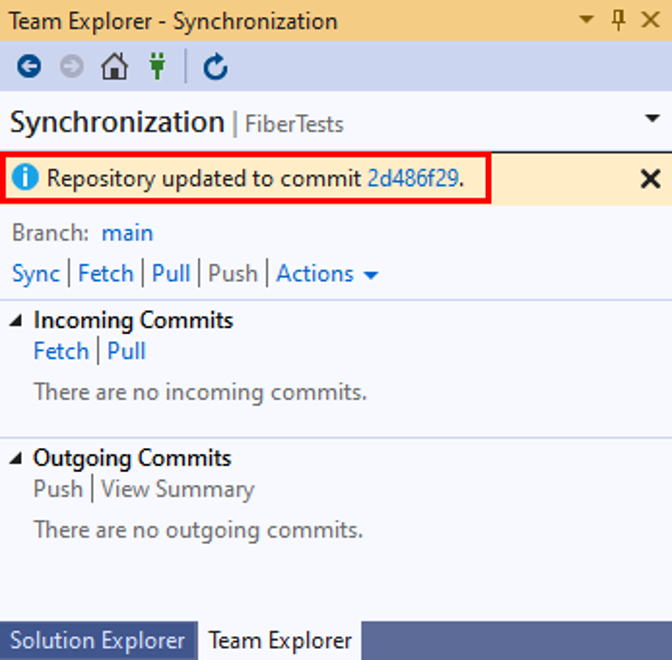 Team Explorer - Synchronization
Synchronization | FiberTests
Repository updated to commit 2d486f29.
Branch: main
Sync | Fetch | Pull | Push | Actions
Incoming Commits
Fetch | Pull
There are no incoming commits.
Outgoing Commits
Push | View Summary
There are no outgoing commits.
Solution Explorer Team Explorer